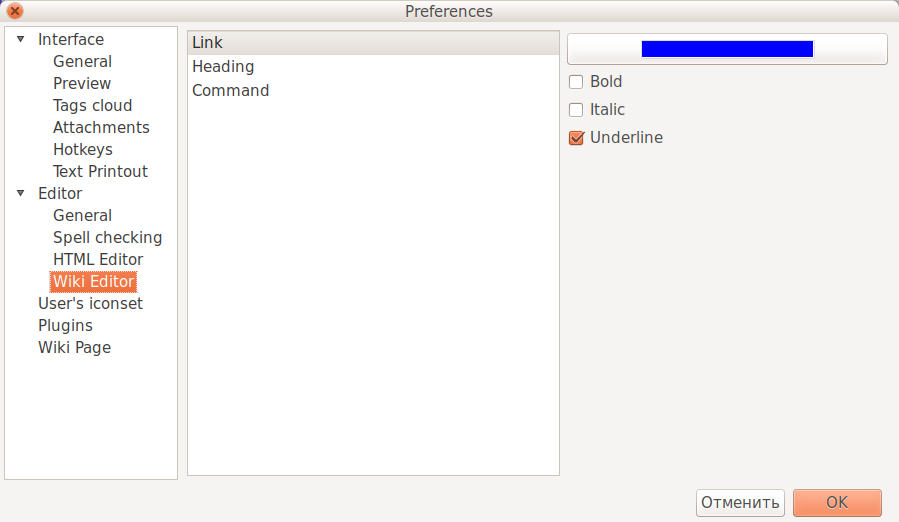 Preferences
Interface
General
Preview
Tags cloud
Attachments
Hotkeys
Text Printout
Editor
General
Spell checking
HTML Editor
Wiki Editor
User's iconset
Plugins
Wiki Page
Link
Heading
Command
Bold
Italic
Underline
Отменить
OK